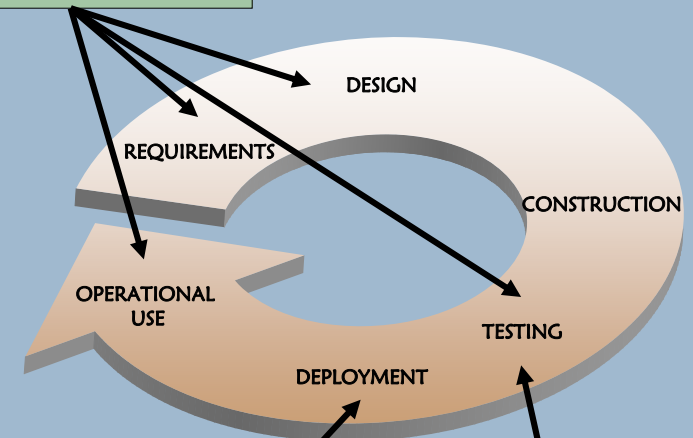 DESIGN
REQUIREMENTS
CONSTRUCTION
OPERATIONAL
USE
TESTING
DEPLOYMENT